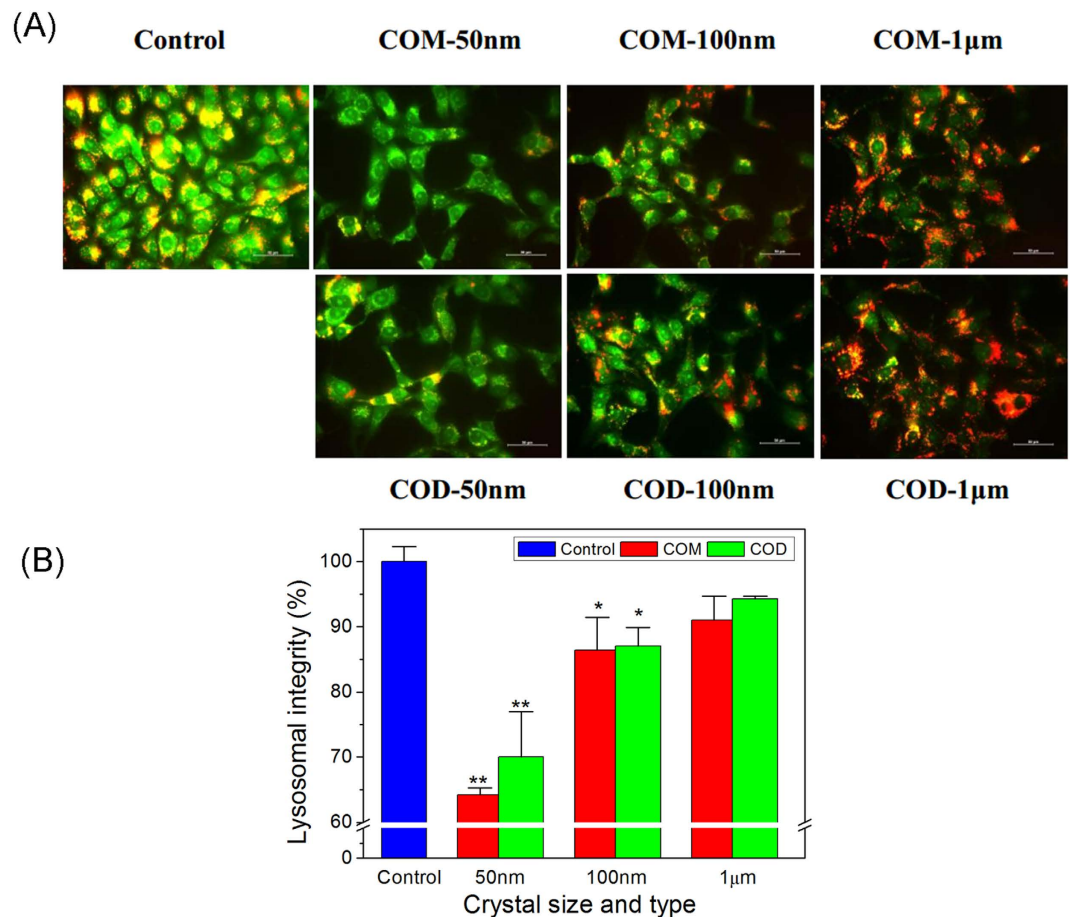 (A)
Control COM-50nm COM-100nm COM-1μm
COD-50nm COD-100nm COD-1μm
(B)
Control COM COD
Lysosomal integrity (%)
100
90
80
70
60
0
** ** * *
Control 50nm 100nm 1μm
Crystal size and type